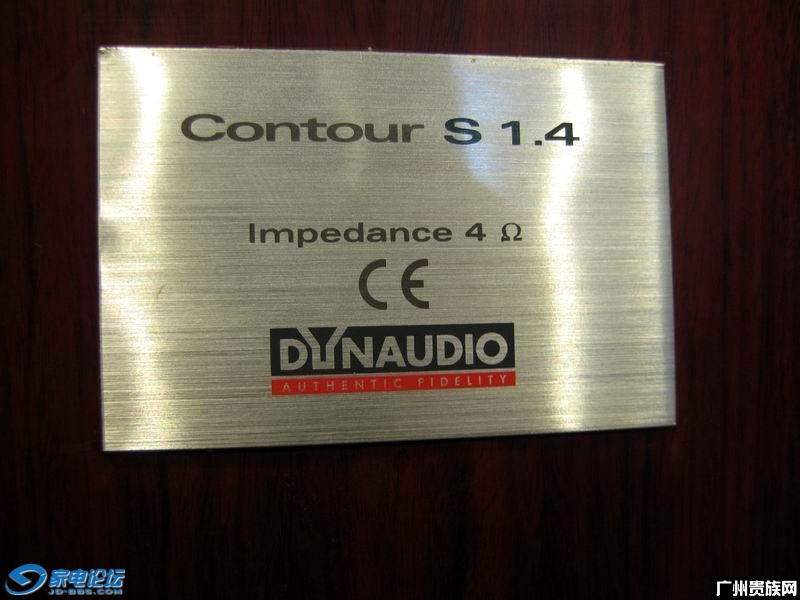 Contour S 1.4
Impedance 4 Ω
CE
DYNAUDIO
AUTHENTIC FIDELITY
家电论坛
JD-BBS.COM
广州贵族网